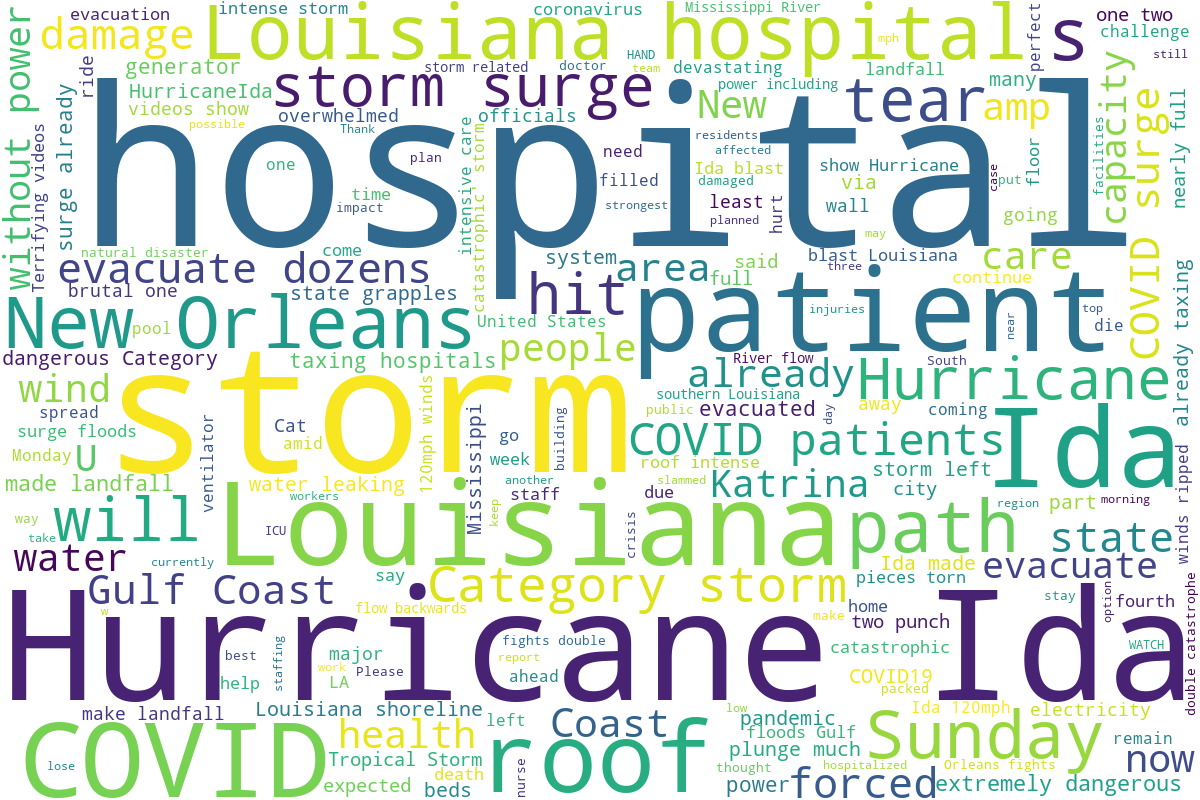 evacuation
intense storm
coronavirus
Mississippi River
perfect
one two
damage
Louisiana hospital
mph
s
challenge
still
without power
generator
ride
storm related
doctor
HAND
team
devastating
landfall
HurricaneIda
storm surge
power including
many
capacity
videos show
possible
overwhelmed
Thank
officials
New
tear
amp
surge already
Terrifying videos
hospital
one
plan
need
residents
affected
show Hurricane
case
floor
facilities
COVID surge
nearly full
time
impact
intensive care
catastrophic storm
filled
strongest
Ida blast
damaged
least
planned
hurt
via
wall
put
going
may
natural disaster
come
system
said
blast Louisiana
care
evacuate dozens
hit
area
full
three
continue
brutal one
state grapples
patient
injuries
near
top
die
New Orleans
pool
United States
already taxing
dangerous Category
taxing hospitals
people
River flow
South
storm
already
Hurricane
wind
spread
surge floods
ventilator
Cat
amid
120mph winds
Mississippi
go
building
southern Louisiana
public
evacuated
day
away
coming
Ida
COVID patients
Monday
U
week
roof intense
storm left
made landfall
water leaking
another
slammed
Katrina
city
workers
staff
keep
due
region
part
morning
winds ripped
way
will
take
ICU
Louisiana
crisis
path
state
water
currently
say
Ida made
evacuate
pieces torn
Gulf Coast
Category storm
double catastrophe
option
stay
fourth
w
flow backwards
make
home
two punch
Hurricane Ida
best
staffing
fights double
report
catastrophic
WATCH
major
work
Please
help
LA
ahead
COVID19
packed
make landfall
Louisiana shoreline
left
Coast
low
pandemic
Ida 120mph
electricity
COVID
health
roof
floods Gulf
plunge much
Sunday
remain
now
lose
Tropical Storm
death
thought
hospitalized
Orleans fights
expected
beds
nurse
power
forced
extremely dangerous